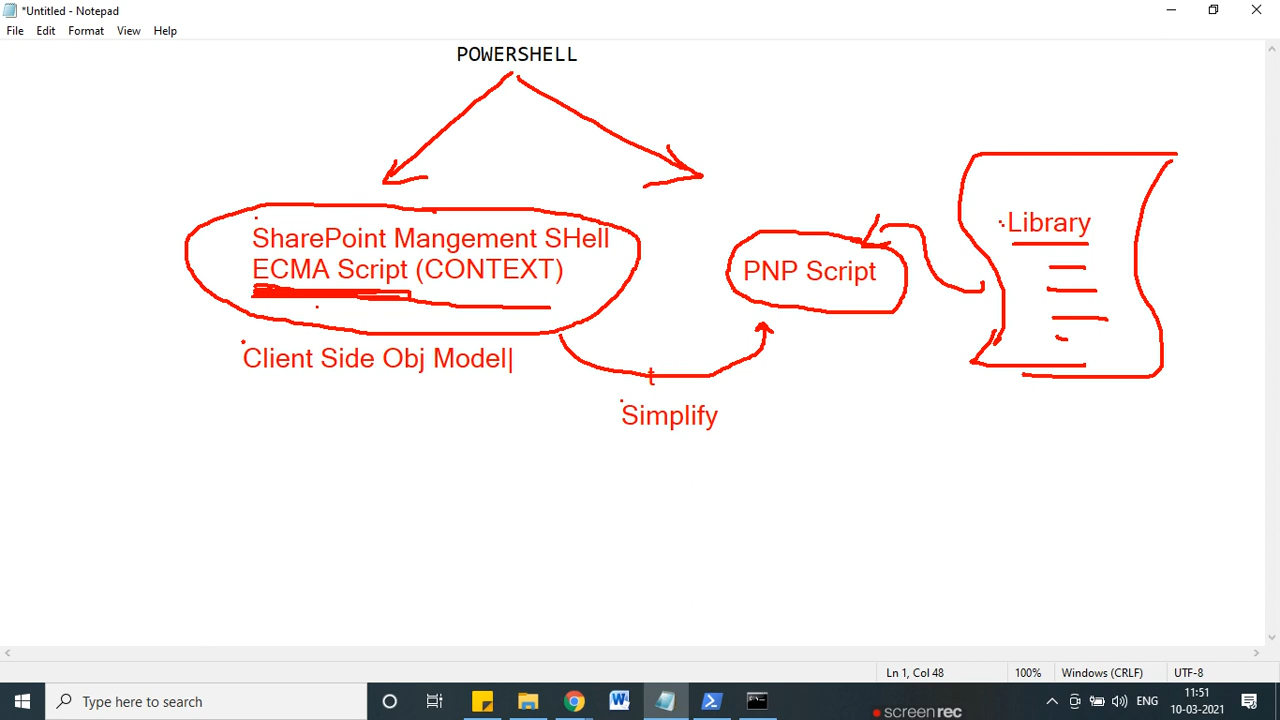 *Untitled - Notepad
File Edit Format View Help
POWERSHELL
SharePoint Mangement SHell
ECMA Script (CONTEXT)
Client Side Obj Model
PNP Script
Library
t
Simplify
Ln 1, Col 48 100% Windows (CRLF) UTF-8
Type here to search
ENG
11:51
10-03-2021
screenrec